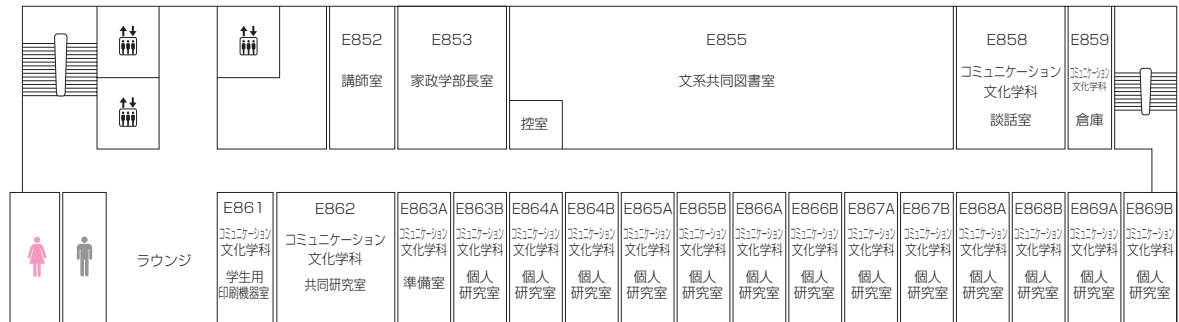 E852
講師室
E853
家政学部長室
E855
文系共同図書室
控室
E858
コミュニケーション
文化学科
談話室
E859
コミュニケーション
文化学科
倉庫
E861
コミュニケーション
文化学科
学生用
印刷機器室
E862
コミュニケーション
文化学科
共同研究室
E863A
コミュニケーション
文化学科
準備室
E863B
コミュニケーション
文化学科
個人
研究室
E864A
コミュニケーション
文化学科
個人
研究室
E864B
コミュニケーション
文化学科
個人
研究室
E865A
コミュニケーション
文化学科
個人
研究室
E865B
コミュニケーション
文化学科
個人
研究室
E866A
コミュニケーション
文化学科
個人
研究室
E866B
コミュニケーション
文化学科
個人
研究室
E867A
コミュニケーション
文化学科
個人
研究室
E867B
コミュニケーション
文化学科
個人
研究室
E868A
コミュニケーション
文化学科
個人
研究室
E868B
コミュニケーション
文化学科
個人
研究室
E869A
コミュニケーション
文化学科
個人
研究室
E869B
コミュニケーション
文化学科
個人
研究室
ラウンジ